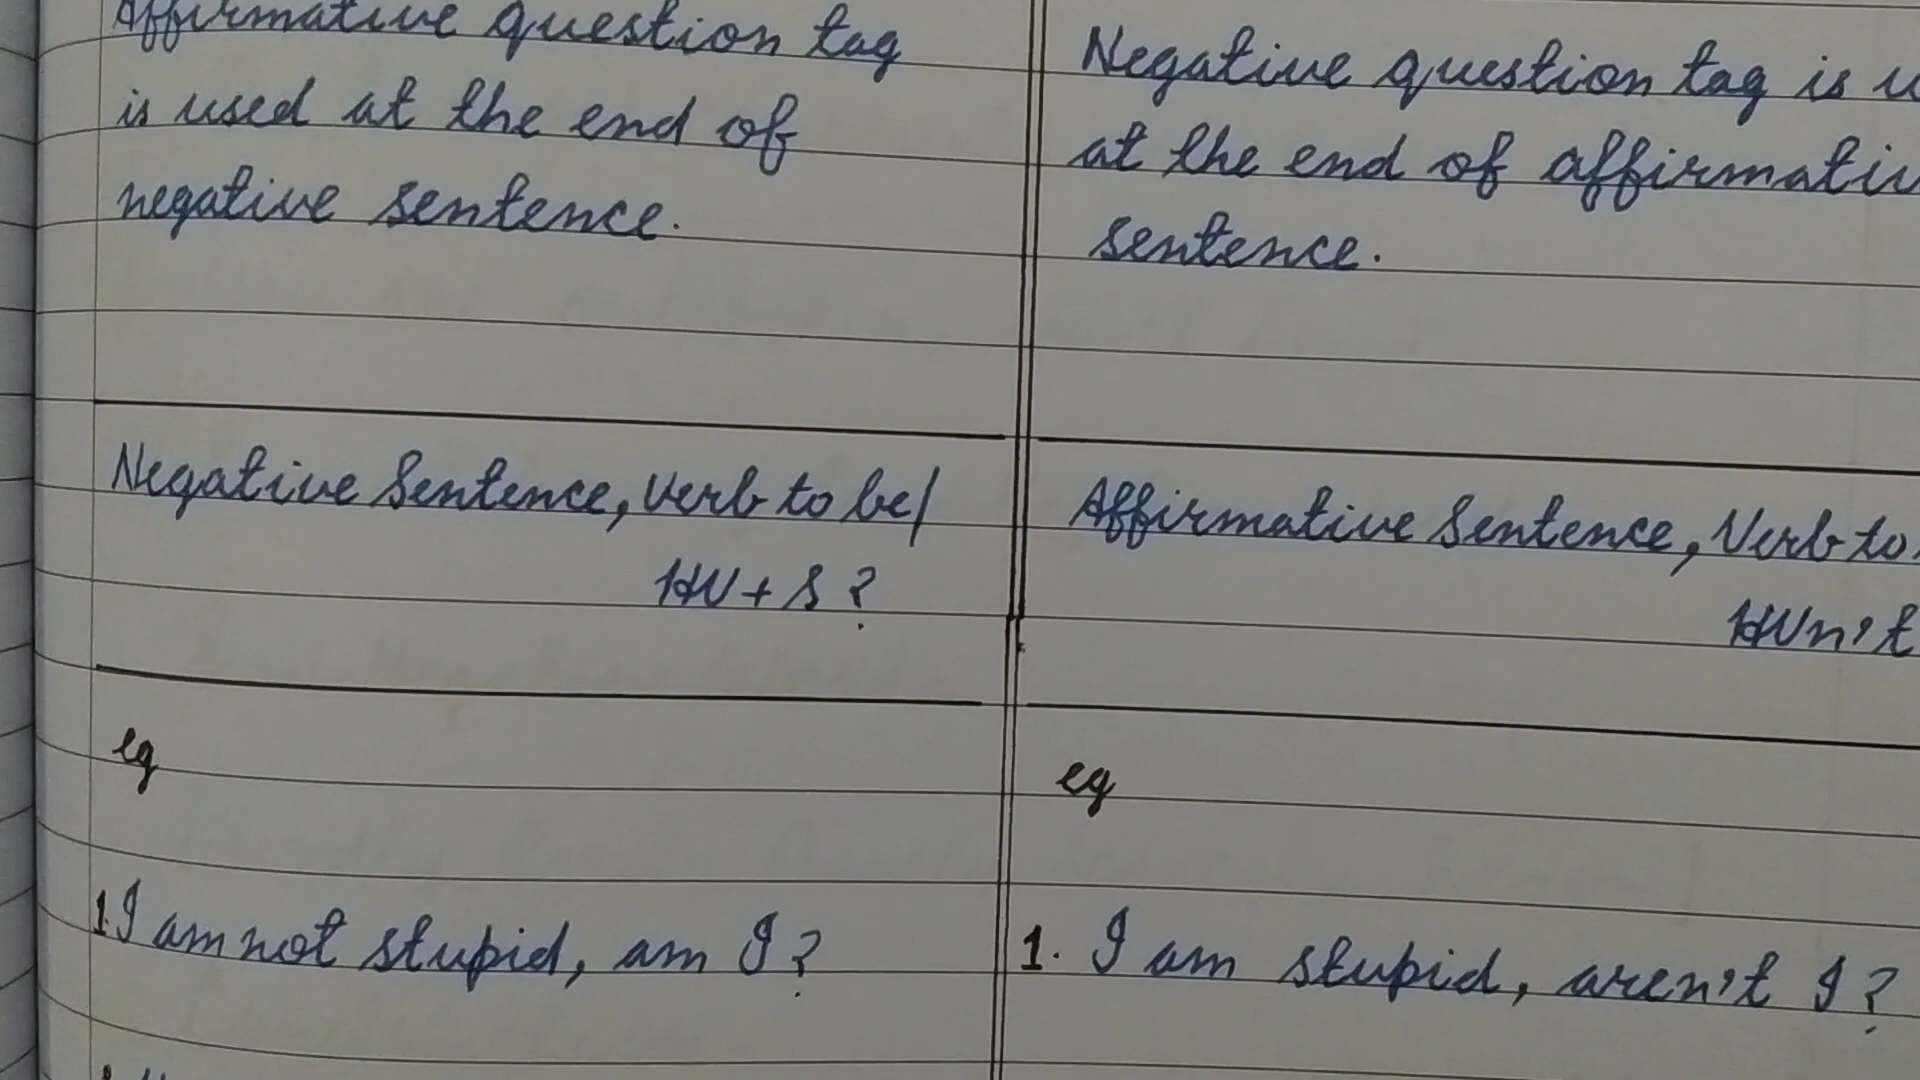 Affirmative question tag
is used at the end of
negative sentence.
Negative Sentence, Verb to be/
HV + S ?
eg
1. I am not stupid, am I ?
Negative question tag is
at the end of
sentence.
Affirmative Sentence, Verb to
HVn't
eg
1. I am stupid, aren't I ?